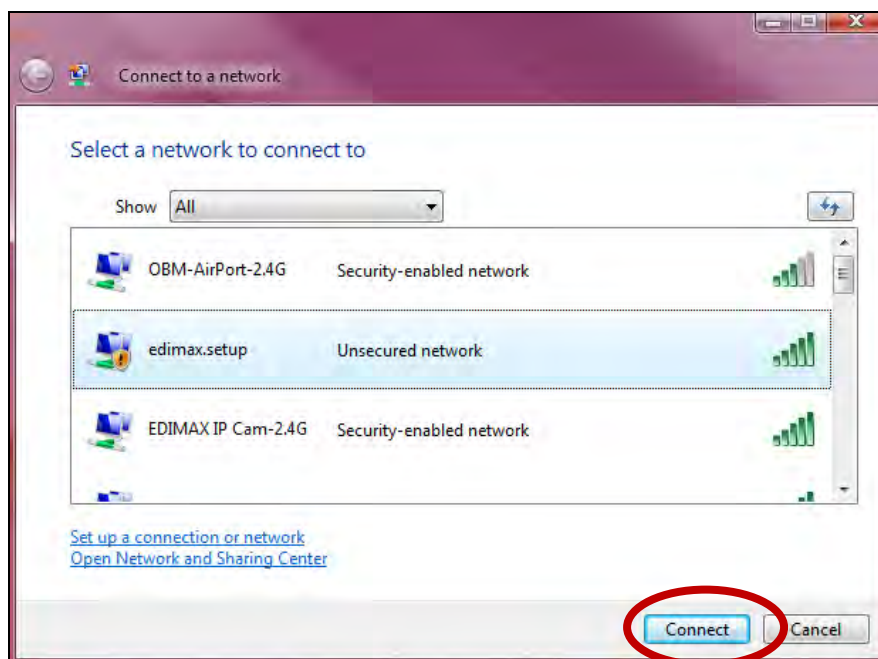 Connect to a network
Select a network to connect to
Show All
OBM-AirPort-2.4G Security-enabled network
edimax.setup Unsecured network
EDIMAX IP Cam-2.4G Security-enabled network
Set up a connection or network
Open Network and Sharing Center
Connect Cancel